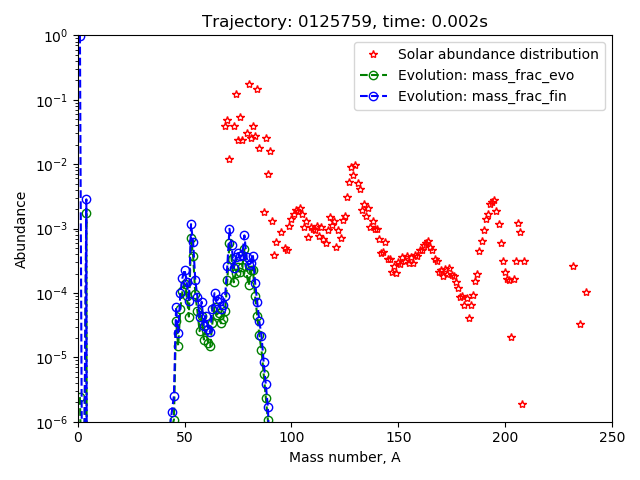 Trajectory: 0125759, time: 0.002s
Solar abundance distribution
Evolution: mass_frac_evo
Evolution: mass_frac_fin
Abundance
10⁰
10⁻¹
10⁻²
10⁻³
10⁻⁴
10⁻⁵
10⁻⁶
0 50 100 150 200 250
Mass number, A